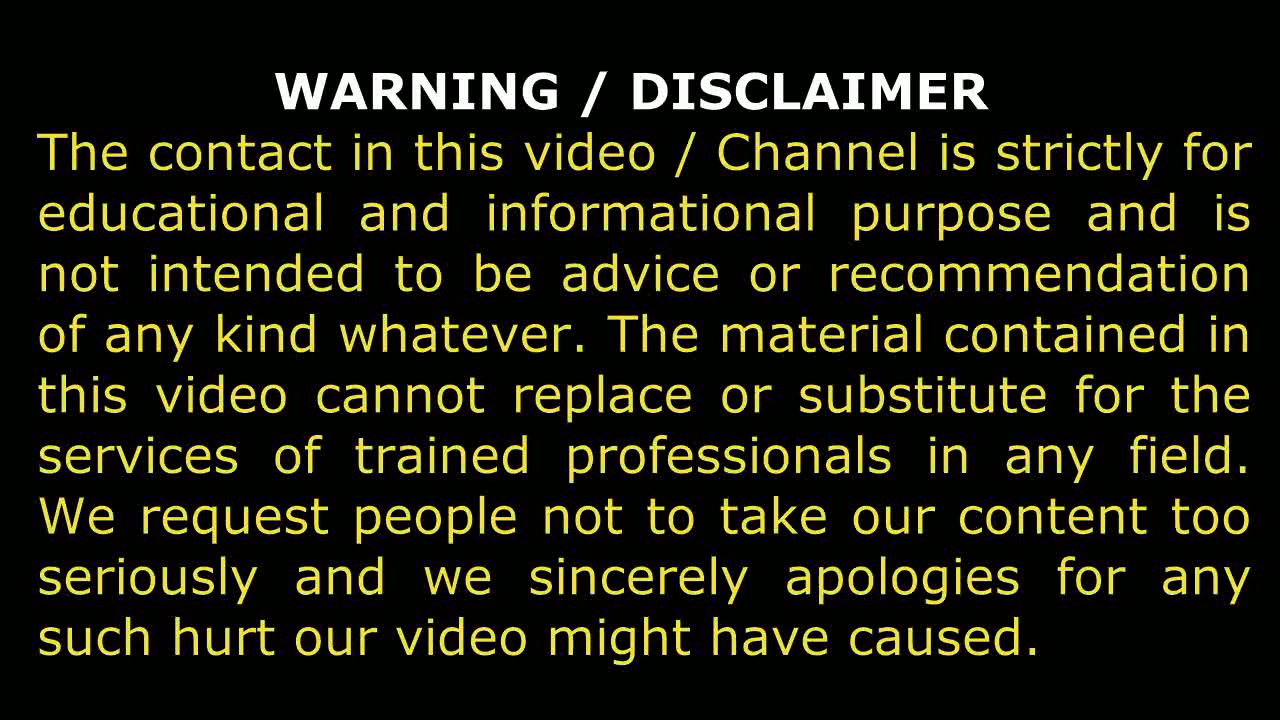 WARNING / DISCLAIMER
The contact in this video / Channel is strictly for
educational and informational purpose and is
not intended to be advice or recommendation
of any kind whatever. The material contained in
this video cannot replace or substitute for the
services of trained professionals in any field.
We request people not to take our content too
seriously and we sincerely apologies for any
such hurt our video might have caused.